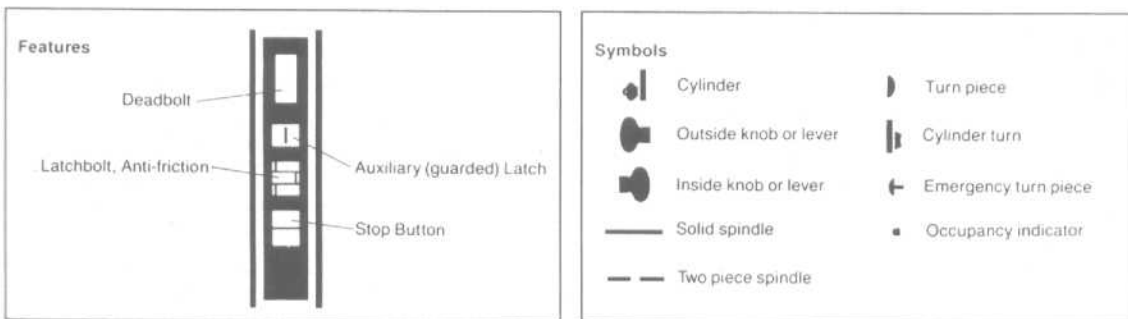 Features
Deadbolt
Latchbolt, Anti-friction
Auxiliary (guarded) Latch
Stop Button
Symbols
Cylinder
Outside knob or lever
Inside knob or lever
Solid spindle
Two piece spindle
Turn piece
Cylinder turn
Emergency turn piece
Occupancy indicator